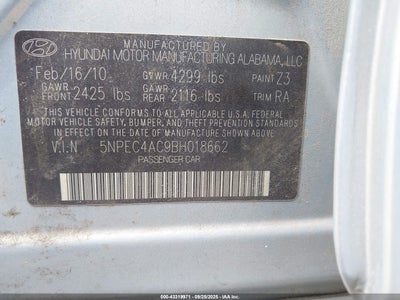 MANUFACTURED BY
HYUNDAI MOTOR MANUFACTURING ALABAMA, LLC
Feb/16/10 GVWR 4299 lbs PAINT Z3
GAWR FRONT 2425 lbs GAWR REAR 2116 lbs TRIM RA
THIS VEHICLE CONFORMS TO ALL APPLICABLE U.S.A FEDERAL
MOTOR VEHICLE SAFETY, BUMPER, AND THEFT PREVENTION
STANDARDS IN EFFECT ON THE DATE OF MANUFACTURE SHOWN ABOVE.
V.I.N 5NPEC4AC9BH018662
PASSENGER CAR
000-43319971 - 09/29/2025 - IAAI.COM